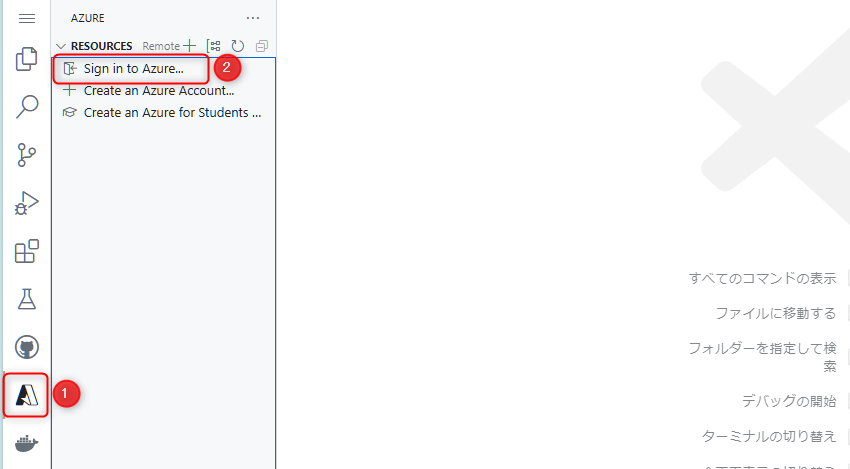 AZURE
RESOURCES Remote
Sign in to Azure...
2
Create an Azure Account...
Create an Azure for Students ...
1
すべてのコマンドの表示
ファイルに移動する
フォルダーを指定して検
索
デバッグの開始
ターミナルの切り替え